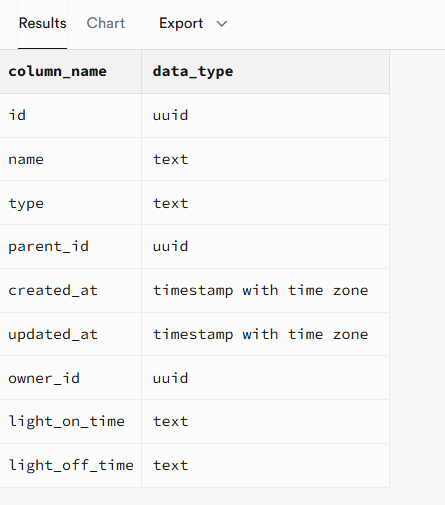 Results Chart Export
column_name data_type
id uuid
name text
type text
parent_id uuid
created_at timestamp with time zone
updated_at timestamp with time zone
owner_id uuid
light_on_time text
light_off_time text